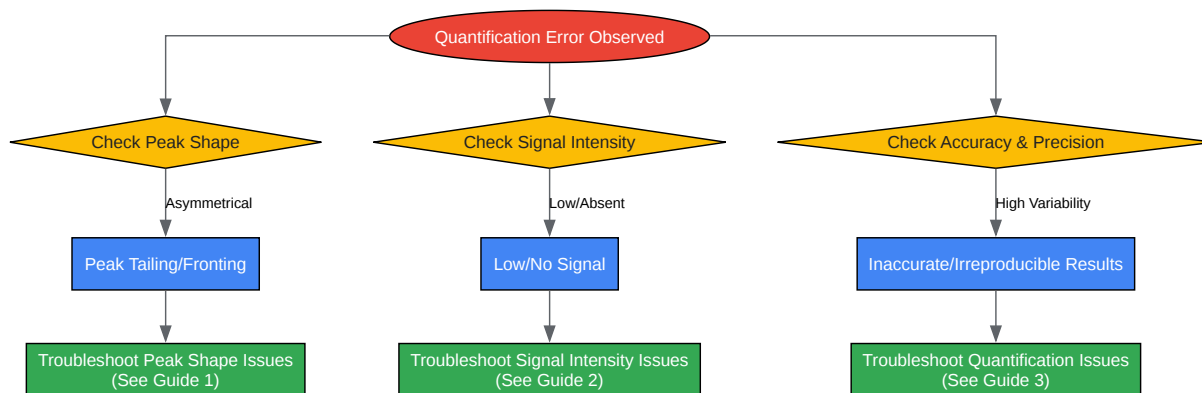 Quantification Error Observed
Check Peak Shape
Check Signal Intensity
Check Accuracy & Precision
Asymmetrical
Low/Absent
High Variability
Peak Tailing/Fronting
Low/No Signal
Inaccurate/Irreproducible Results
Troubleshoot Peak Shape Issues
(See Guide 1)
Troubleshoot Signal Intensity Issues
(See Guide 2)
Troubleshoot Quantification Issues
(See Guide 3)